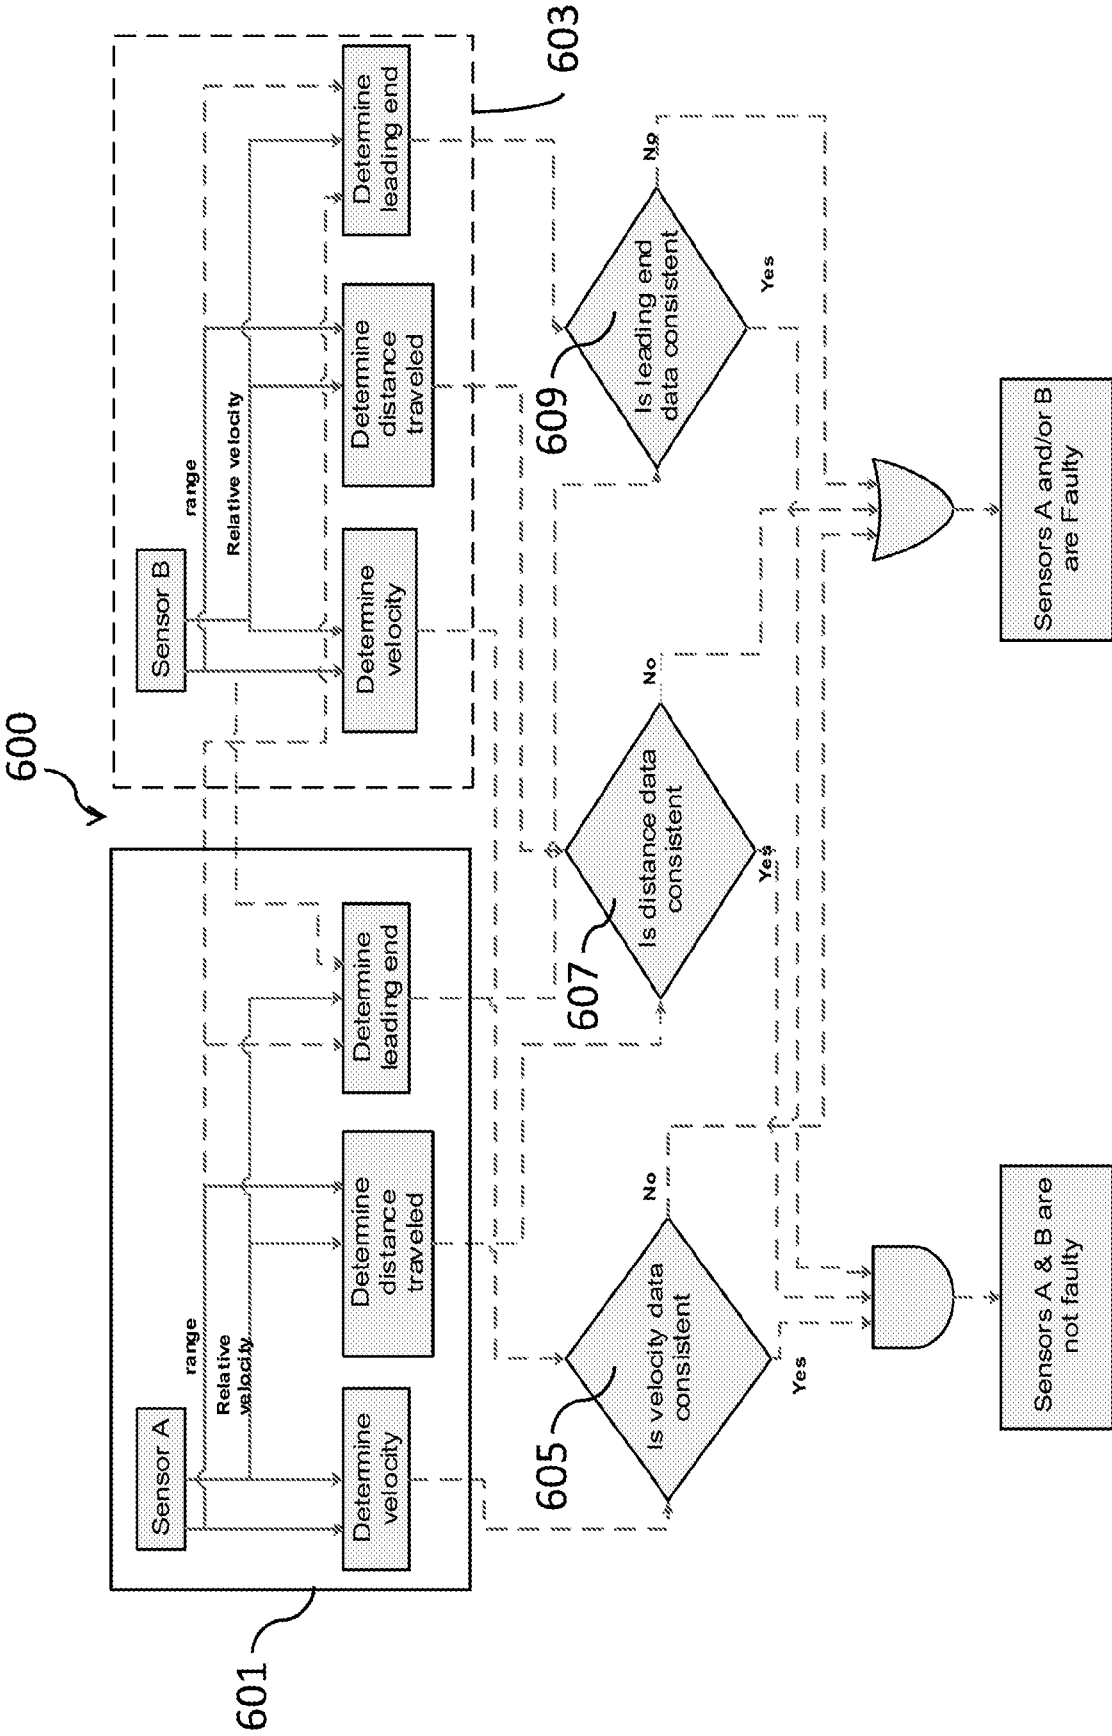 600
601
Sensor A
range
Relative
velocity
Determine
velocity
Determine
distance
traveled
Determine
leading end
603
Sensor B
range
Relative velocity
Determine
velocity
Determine
distance
traveled
Determine
leading end
605
Is velocity data
consistent
No
Yes
607
Is distance data
consistent
No
Yes
609
Is leading end
data consistent
No
Yes
Sensors A & B are
not faulty
Sensors A and/or B
are Faulty